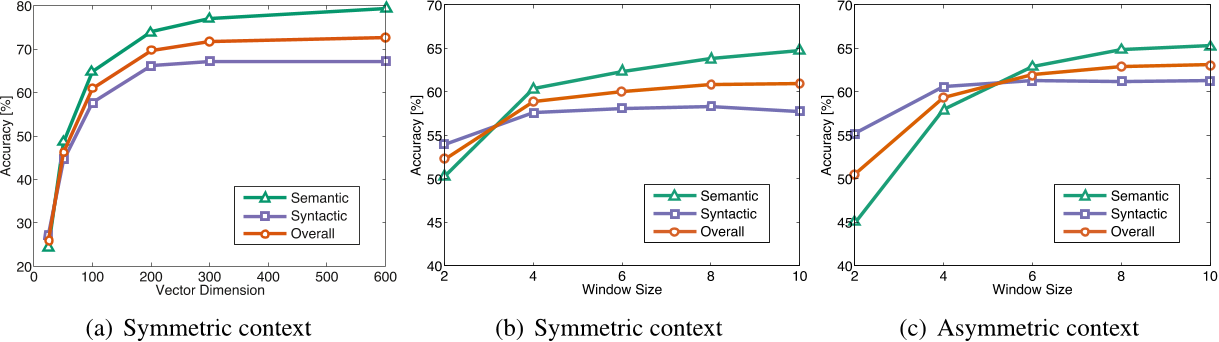 80
70
60
50
40
30
20
Accuracy [%]
0 100 200 300 400 500 600
Vector Dimension
Semantic
Syntactic
Overall
(a) Symmetric context
70
65
60
55
50
45
40
Accuracy [%]
2 4 6 8 10
Window Size
Semantic
Syntactic
Overall
(b) Symmetric context
70
65
60
55
50
45
40
Accuracy [%]
2 4 6 8 10
Window Size
Semantic
Syntactic
Overall
(c) Asymmetric context